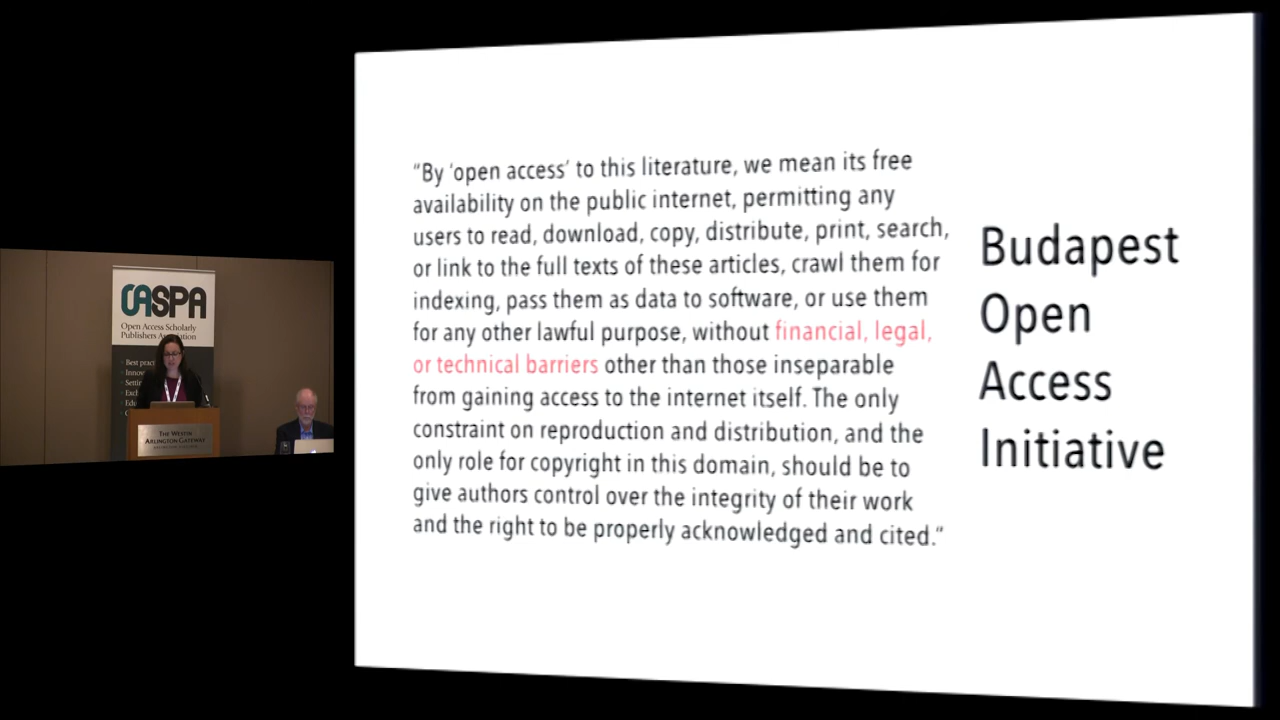 OASPA
Open Access Scholarly
Publishers Association
Best
THE WESTIN
ARLINGTON GATEWAY
“By ‘open access’ to this literature, we mean its free
availability on the public internet, permitting any
users to read, download, copy, distribute, print, search,
or link to the full texts of these articles, crawl them for
indexing, pass them as data to software, or use them
for any other lawful purpose, without financial, legal,
or technical barriers other than those inseparable
from gaining access to the internet itself. The only
constraint on reproduction and distribution, and the
only role for copyright in this domain, should be to
give authors control over the integrity of their work
and the right to be properly acknowledged and cited.“
Budapest
Open
Access
Initiative